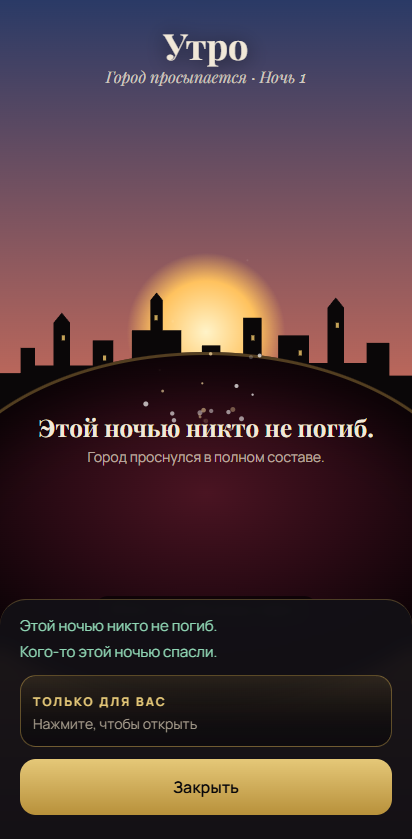 Утро
Город просыпается · Ночь 1
Этой ночью никто не погиб.
Город проснулся в полном составе.
Этой ночью никто не погиб.
Кого-то этой ночью спасли.
ТОЛЬКО ДЛЯ ВАС
Нажмите, чтобы открыть
Закрыть